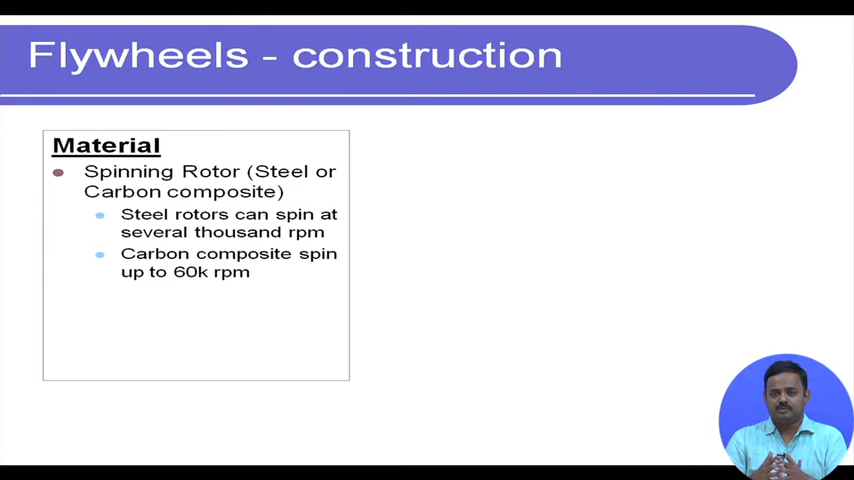 Flywheels - construction
Material
Spinning Rotor (Steel or
Carbon composite)
Steel rotors can spin at
several thousand rpm
Carbon composite spin
up to 60k rpm